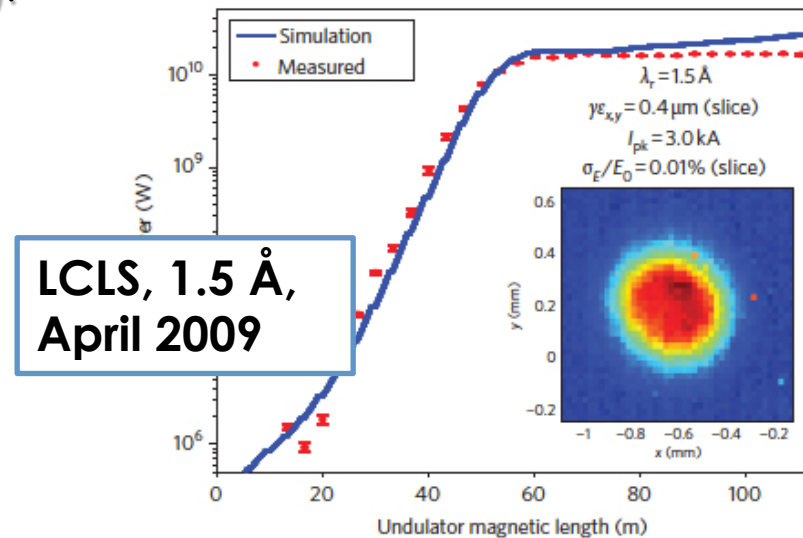 Simulation
Measured
10¹⁰
10⁹
10⁶
er (W)
LCLS, 1.5 Å,
April 2009
λr = 1.5 Å
γεx,y = 0.4 μm (slice)
Ipk = 3.0 kA
σE/E0 = 0.01% (slice)
0.6
0.4
0.2
0
−0.2
y (mm)
−1 −0.8 −0.6 −0.4 −0.2
x (mm)
0 20 40 60 80 100
Undulator magnetic length (m)